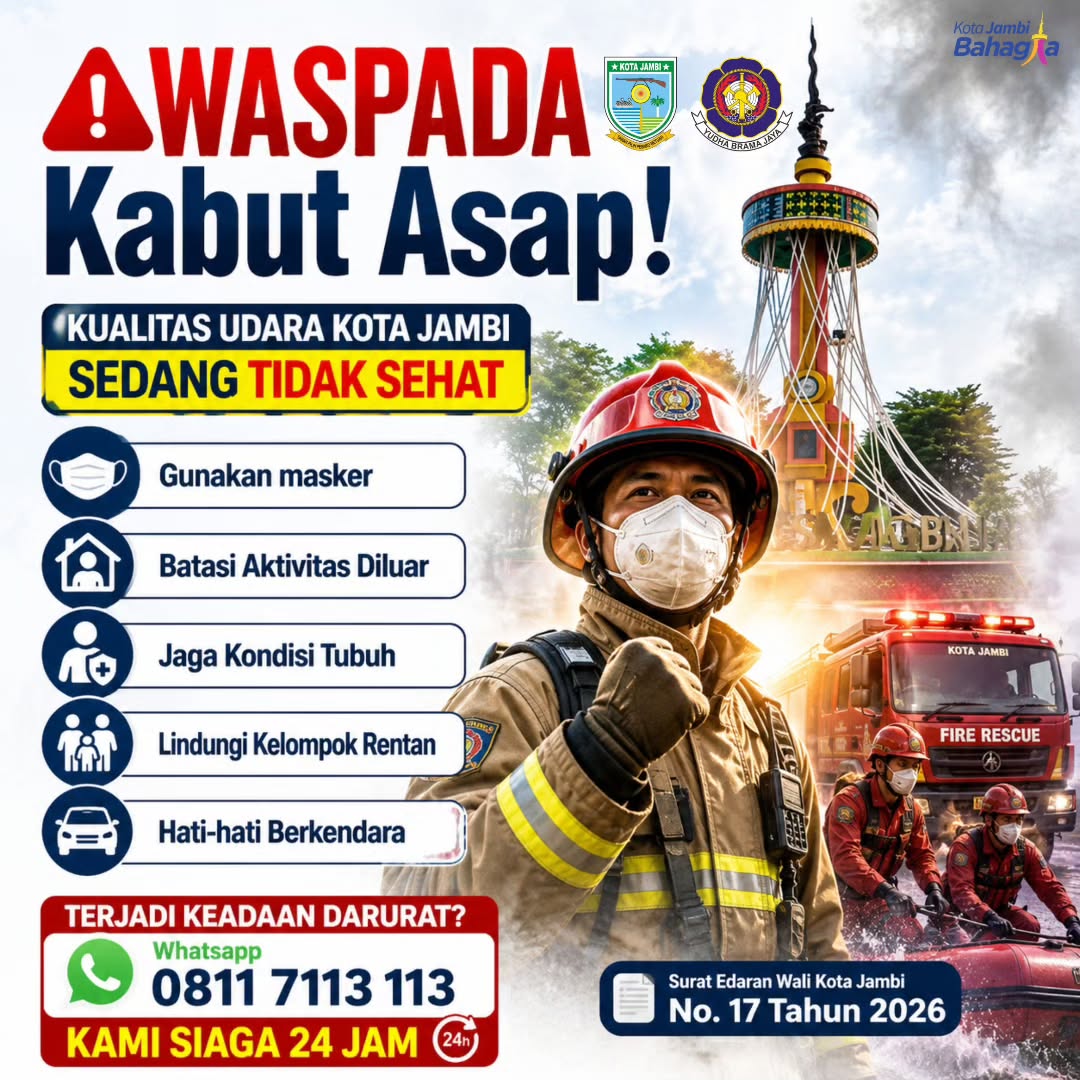 WASPADA
Kabut Asap!
KOTA JAMBI
YUDHA BRAMA JAYA
Kota Jambi
Bahagia
KUALITAS UDARA KOTA JAMBI
SEDANG TIDAK SEHAT
Gunakan masker
Batasi Aktivitas Diluar
Jaga Kondisi Tubuh
Lindungi Kelompok Rentan
Hati-hati Berkendara
KOTA JAMBI
FIRE RESCUE
TERJADI KEADAAN DARURAT?
Whatsapp
0811 7113 113
KAMI SIAGA 24 JAM
24h
Surat Edaran Wali Kota Jambi
No. 17 Tahun 2026